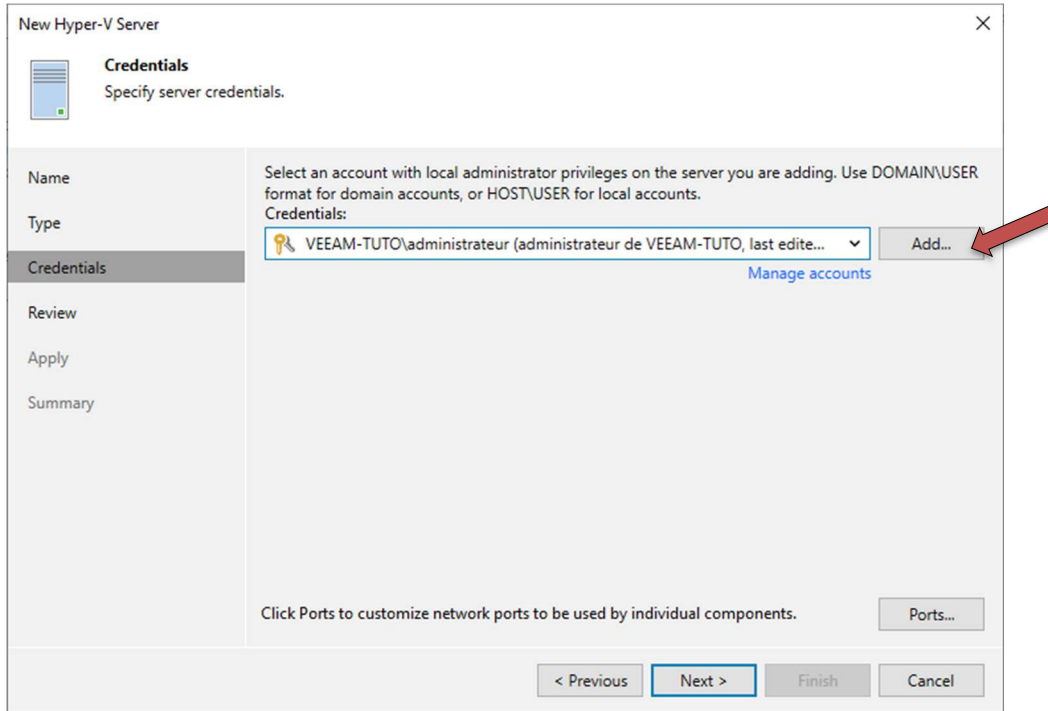 New Hyper-V Server
Credentials
Specify server credentials.
Name
Type
Credentials
Review
Apply
Summary
Select an account with local administrator privileges on the server you are adding. Use DOMAIN\USER
format for domain accounts, or HOST\USER for local accounts.
Credentials:
VEEAM-TUTO\administrateur (administrateur de VEEAM-TUTO, last edite...
Add...
Manage accounts
Click Ports to customize network ports to be used by individual components.
Ports...
< Previous
Next >
Finish
Cancel